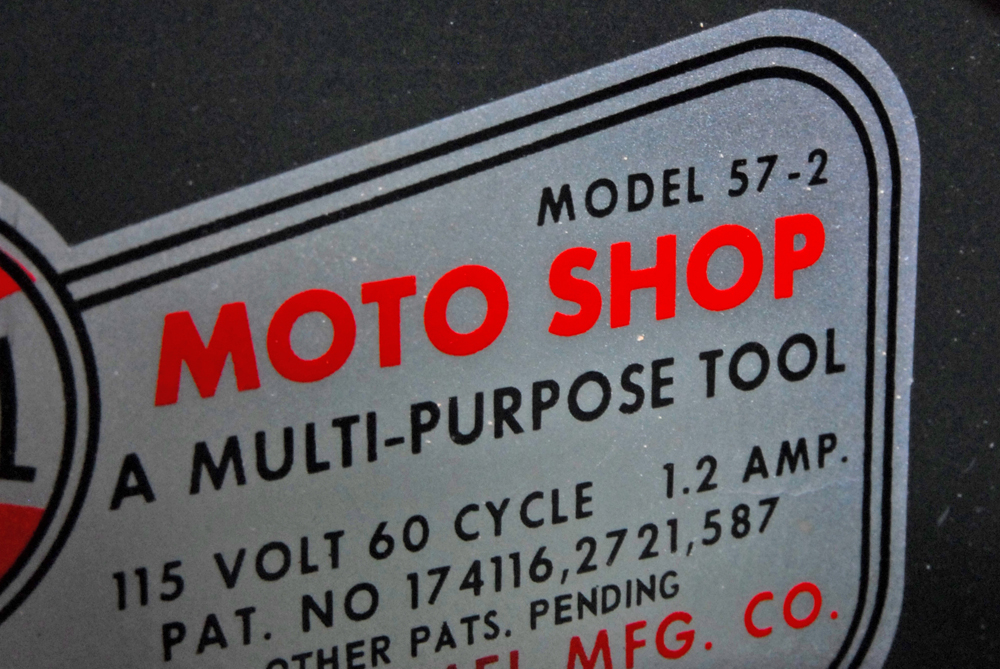 MODEL 57-2
MOTO SHOP
A MULTI-PURPOSE TOOL
115 VOLT 60 CYCLE 1.2 AMP.
PAT. NO 174116,2721,587
OTHER PATS. PENDING
MFG. CO.